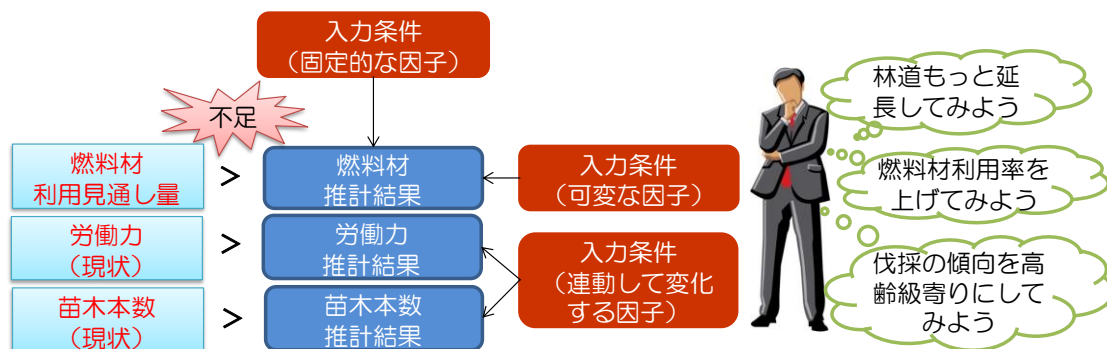 入力条件
（固定的な因子）
不足
燃料材
利用見通し量
>
燃料材
推計結果
入力条件
（可変な因子）
労働力
（現状）
>
労働力
推計結果
入力条件
（連動して変化
する因子）
苗木本数
（現状）
>
苗木本数
推計結果
林道もっと延
長してみよう
燃料材利用率を
上げてみよう
伐採の傾向を高
齢級寄りにして
みよう